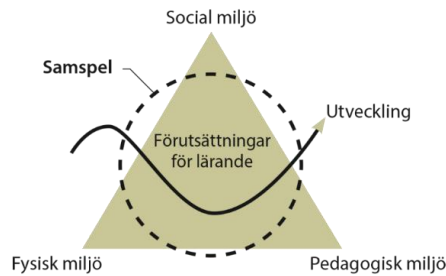 Social miljö
Samspel
Utveckling
Förutsättningar
för lärande
Fysisk miljö
Pedagogisk miljö